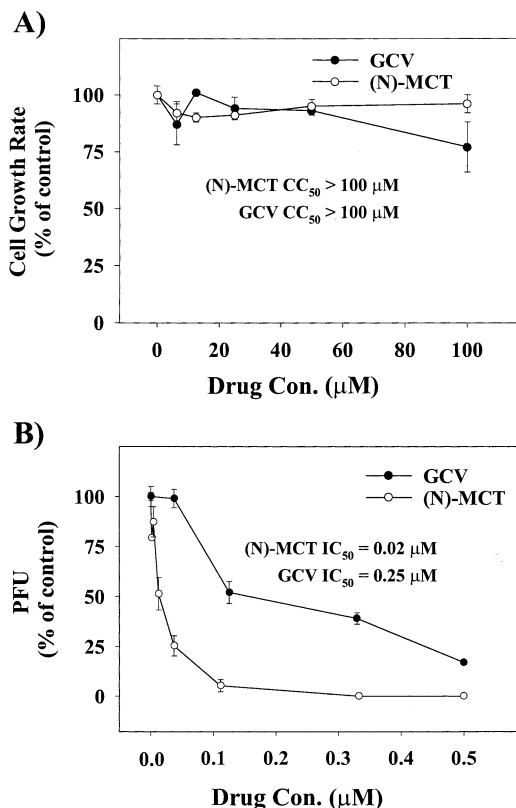 A)
GCV
(N)-MCT
100
75
50
25
0
Cell Growth Rate
(% of control)
(N)-MCT CC50 > 100 μM
GCV CC50 > 100 μM
0 20 40 60 80 100
Drug Con. (μM)
B)
GCV
(N)-MCT
100
75
50
25
0
PFU
(% of control)
(N)-MCT IC50 = 0.02 μM
GCV IC50 = 0.25 μM
0.0 0.1 0.2 0.3 0.4 0.5
Drug Con. (μM)